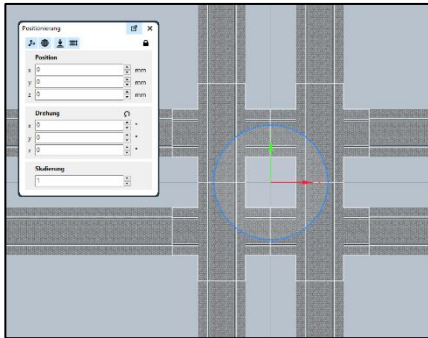 Positionierung
Position
x 0 mm
y 0 mm
z 0 mm
Drehung
x 0 °
y 0 °
z 0 °
Skalierung
1